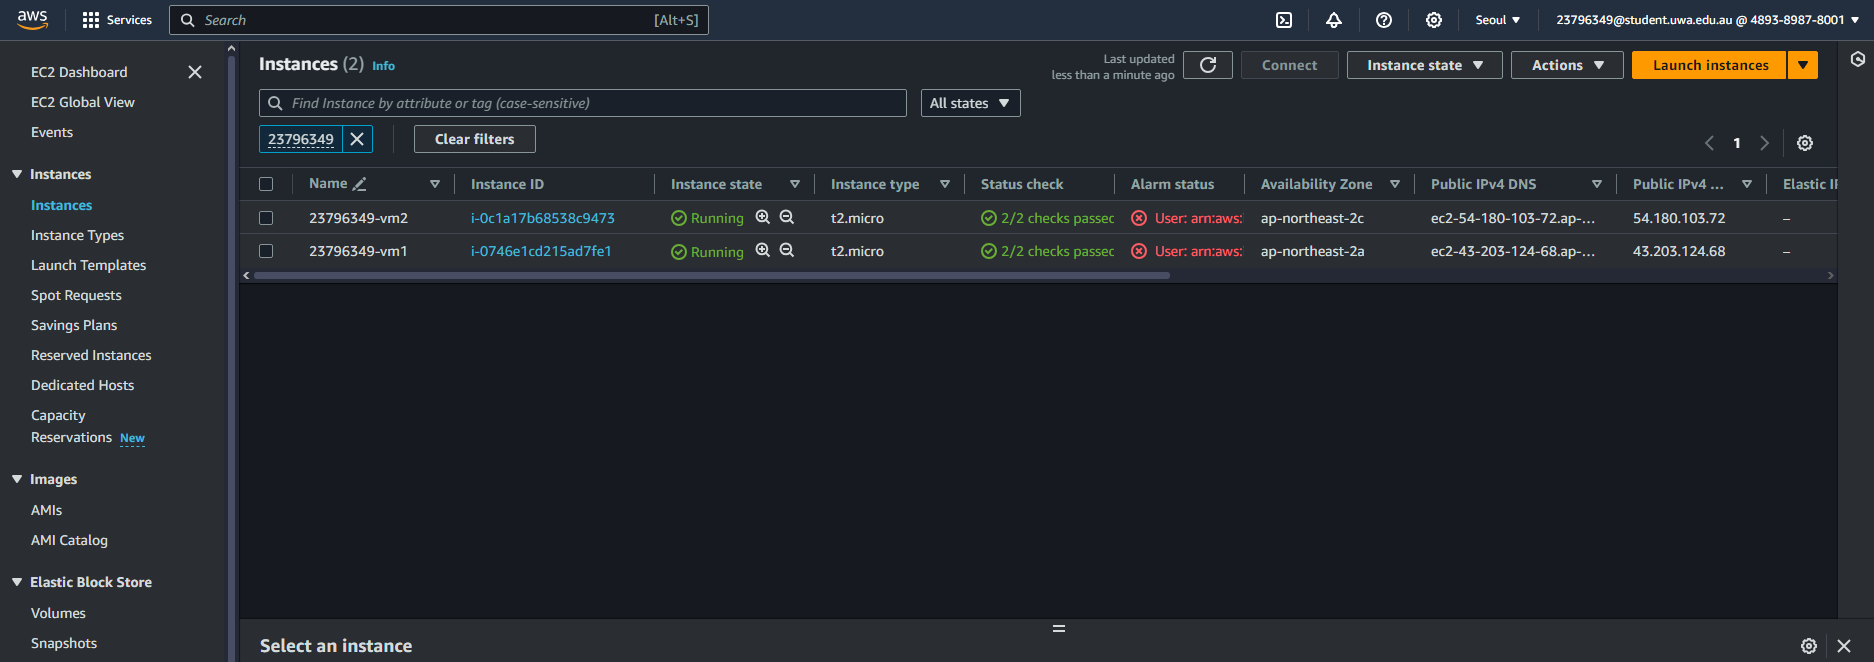 aws
Services
Search [Alt+S]
Seoul
23796349@student.uwa.edu.au @ 4893-8987-8001
EC2 Dashboard
EC2 Global View
Events
Instances
Instances
Instance Types
Launch Templates
Spot Requests
Savings Plans
Reserved Instances
Dedicated Hosts
Capacity
Reservations New
Images
AMIs
AMI Catalog
Elastic Block Store
Volumes
Snapshots
Instances (2) Info
Last updated
less than a minute ago
Connect
Instance state
Actions
Launch instances
Find Instance by attribute or tag (case-sensitive)
All states
23796349
Clear filters
1
Name Instance ID Instance state Instance type Status check Alarm status Availability Zone Public IPv4 DNS Public IPv4 ... Elastic IP
23796349-vm2 i-0c1a17b68538c9473 Running t2.micro 2/2 checks passec User: arn:aws: ap-northeast-2c ec2-54-180-103-72.ap-... 54.180.103.72 –
23796349-vm1 i-0746e1cd215ad7fe1 Running t2.micro 2/2 checks passec User: arn:aws: ap-northeast-2a ec2-43-203-124-68.ap-... 43.203.124.68 –
Select an instance